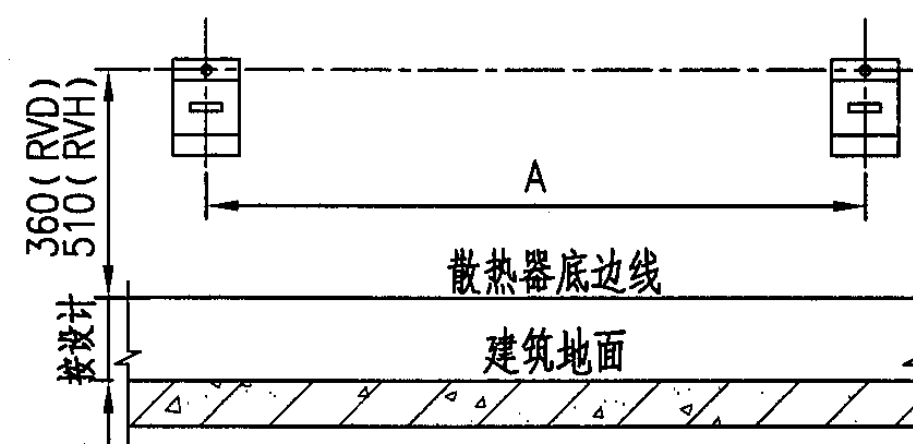 360(RVD)
510(RVH)
A
散热器底边线
按设计
建筑地面